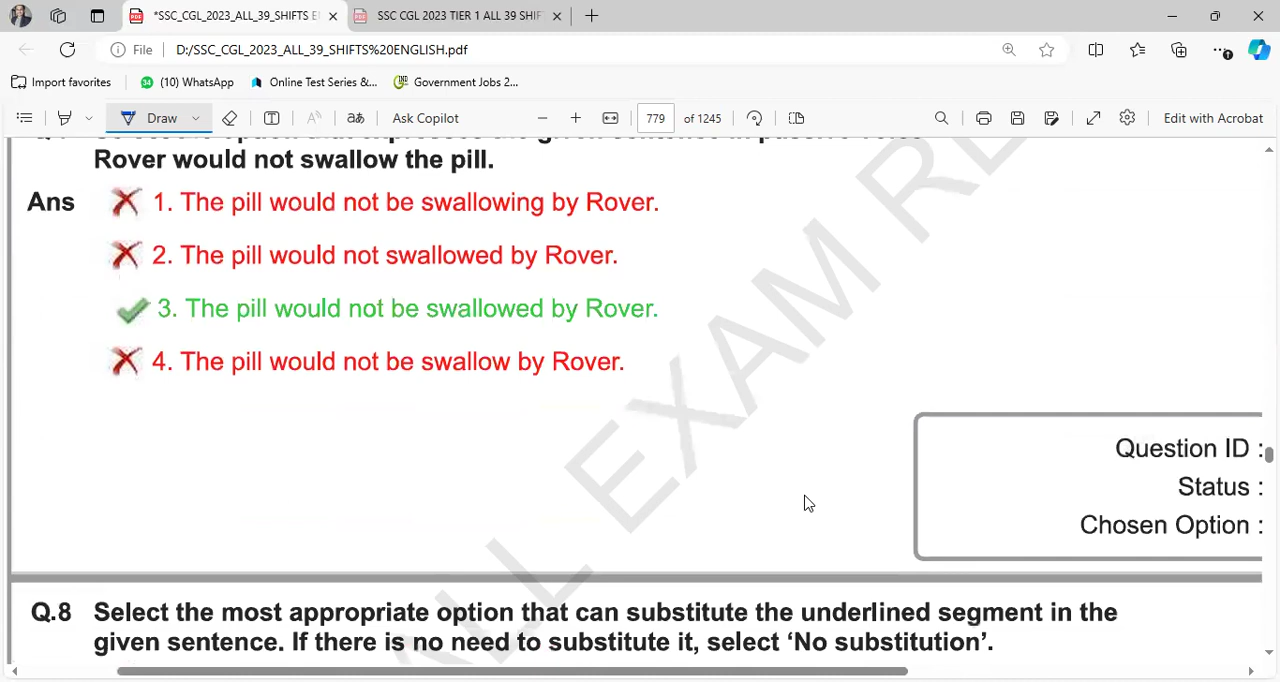 *SSC_CGL_2023_ALL_39_SHIFTS E
SSC CGL 2023 TIER 1 ALL 39 SHIF
File
D:/SSC_CGL_2023_ALL_39_SHIFTS%20ENGLISH.pdf
Import favorites
34 (10) WhatsApp
Online Test Series &...
Government Jobs 2...
Draw
Ask Copilot
779
of 1245
Edit with Acrobat
Rover would not swallow the pill.
Ans
1. The pill would not be swallowing by Rover.
2. The pill would not swallowed by Rover.
3. The pill would not be swallowed by Rover.
4. The pill would not be swallow by Rover.
ALL EXAM
Question ID :
Status :
Chosen Option :
Q.8 Select the most appropriate option that can substitute the underlined segment in the
given sentence. If there is no need to substitute it, select ‘No substitution’.